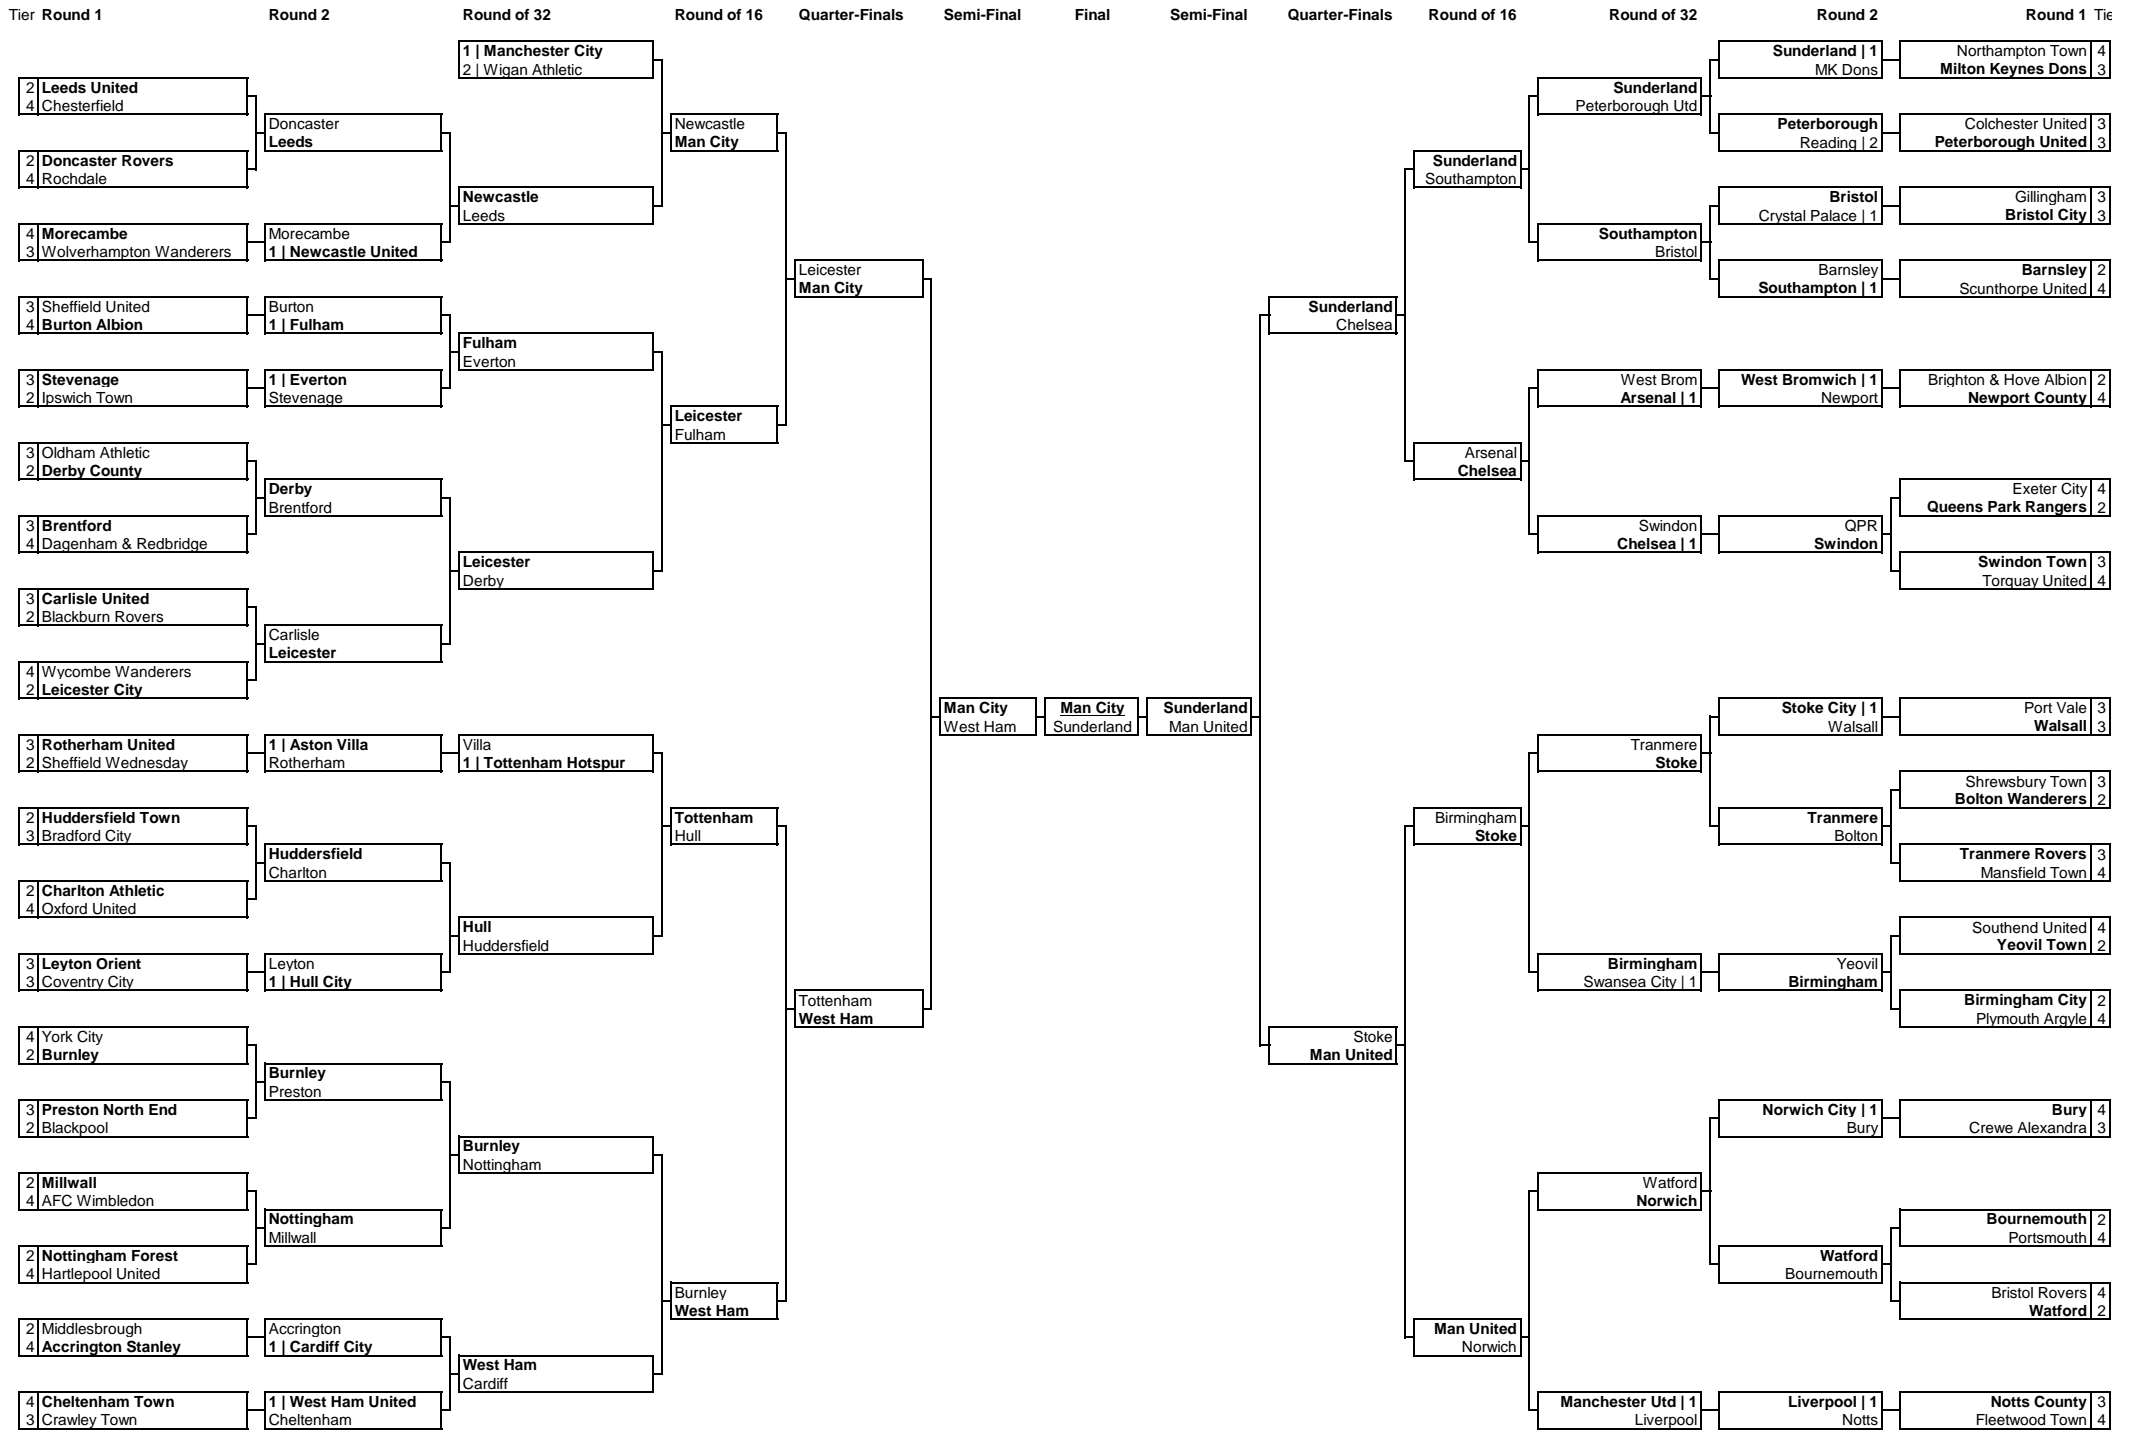 Tier Round 1 Round 2 Round of 32 Round of 16 Quarter-Finals Semi-Final Final Semi-Final Quarter-Finals Round of 16 Round of 32 Round 2 Round 1 Tie
2 Leeds United
4 Chesterfield
2 Doncaster Rovers
4 Rochdale
4 Morecambe
3 Wolverhampton Wanderers
3 Sheffield United
4 Burton Albion
3 Stevenage
2 Ipswich Town
3 Oldham Athletic
2 Derby County
3 Brentford
4 Dagenham & Redbridge
3 Carlisle United
2 Blackburn Rovers
4 Wycombe Wanderers
2 Leicester City
3 Rotherham United
2 Sheffield Wednesday
2 Huddersfield Town
3 Bradford City
2 Charlton Athletic
4 Oxford United
3 Leyton Orient
3 Coventry City
4 York City
2 Burnley
3 Preston North End
2 Blackpool
2 Millwall
4 AFC Wimbledon
2 Nottingham Forest
4 Hartlepool United
2 Middlesbrough
4 Accrington Stanley
4 Cheltenham Town
3 Crawley Town
Doncaster
Leeds
Morecambe
1 | Newcastle United
Burton
1 | Fulham
1 | Everton
Stevenage
Derby
Brentford
Carlisle
Leicester
1 | Aston Villa
Rotherham
Huddersfield
Charlton
Leyton
1 | Hull City
Burnley
Preston
Nottingham
Millwall
Accrington
1 | Cardiff City
1 | West Ham United
Cheltenham
1 | Manchester City
2 | Wigan Athletic
Newcastle
Leeds
Fulham
Everton
Leicester
Derby
Villa
1 | Tottenham Hotspur
Hull
Huddersfield
Burnley
Nottingham
West Ham
Cardiff
Newcastle
Man City
Leicester
Fulham
Tottenham
Hull
Burnley
West Ham
Leicester
Man City
Tottenham
West Ham
Man City
West Ham
Man City
Sunderland
Sunderland
Man United
Sunderland
Chelsea
Stoke
Man United
Sunderland
Southampton
Arsenal
Chelsea
Birmingham
Stoke
Man United
Norwich
Sunderland
Peterborough Utd
Southampton
Bristol
West Brom
Arsenal | 1
Swindon
Chelsea | 1
Tranmere
Stoke
Birmingham
Swansea City | 1
Watford
Norwich
Manchester Utd | 1
Liverpool
Sunderland | 1
MK Dons
Peterborough
Reading | 2
Bristol
Crystal Palace | 1
Barnsley
Southampton | 1
West Bromwich | 1
Newport
QPR
Swindon
Stoke City | 1
Walsall
Tranmere
Bolton
Yeovil
Birmingham
Norwich City | 1
Bury
Watford
Bournemouth
Liverpool | 1
Notts
Northampton Town 4
Milton Keynes Dons 3
Colchester United 3
Peterborough United 3
Gillingham 3
Bristol City 3
Barnsley 2
Scunthorpe United 4
Brighton & Hove Albion 2
Newport County 4
Exeter City 4
Queens Park Rangers 2
Swindon Town 3
Torquay United 4
Port Vale 3
Walsall 3
Shrewsbury Town 3
Bolton Wanderers 2
Tranmere Rovers 3
Mansfield Town 4
Southend United 4
Yeovil Town 2
Birmingham City 2
Plymouth Argyle 4
Bury 4
Crewe Alexandra 3
Bournemouth 2
Portsmouth 4
Bristol Rovers 4
Watford 2
Notts County 3
Fleetwood Town 4